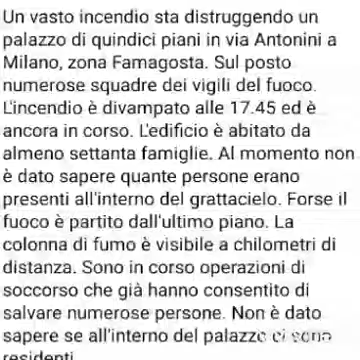 Un vasto incendio sta distruggendo un
palazzo di quindici piani in via Antonini a
Milano, zona Famagosta. Sul posto
numerose squadre dei vigili del fuoco.
L'incendio è divampato alle 17.45 ed è
ancora in corso. L'edificio è abitato da
almeno settanta famiglie. Al momento non
è dato sapere quante persone erano
presenti all'interno del grattacielo. Forse il
fuoco è partito dall'ultimo piano. La
colonna di fumo è visibile a chilometri di
distanza. Sono in corso operazioni di
soccorso che già hanno consentito di
salvare numerose persone. Non è dato
sapere se all'interno del palazzo ci sono
residenti